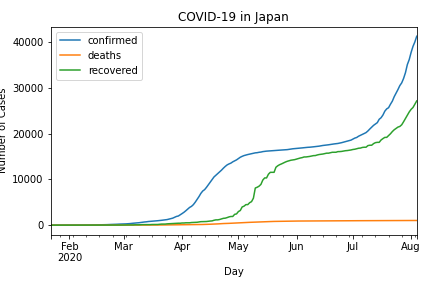 COVID-19 in Japan
confirmed
deaths
recovered
40000
30000
20000
10000
0
Number of Cases
Feb Mar Apr May Jun Jul Aug
2020
Day